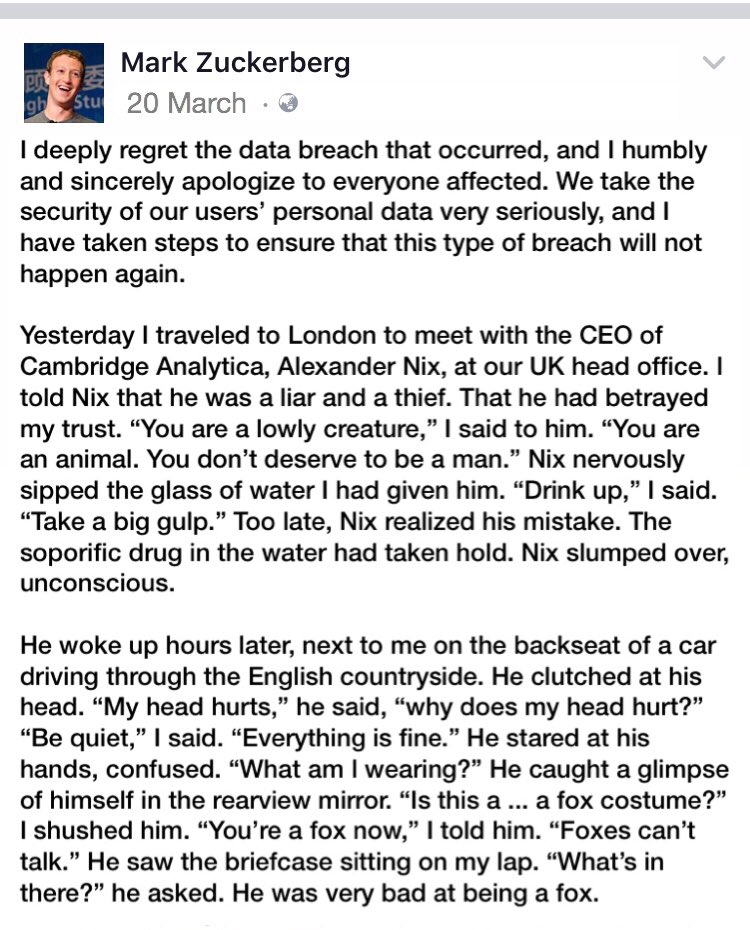 顾 委
gh Stu
Mark Zuckerberg
20 March ·
I deeply regret the data breach that occurred, and I humbly
and sincerely apologize to everyone affected. We take the
security of our users’ personal data very seriously, and I
have taken steps to ensure that this type of breach will not
happen again.
Yesterday I traveled to London to meet with the CEO of
Cambridge Analytica, Alexander Nix, at our UK head office. I
told Nix that he was a liar and a thief. That he had betrayed
my trust. “You are a lowly creature,” I said to him. “You are
an animal. You don’t deserve to be a man.” Nix nervously
sipped the glass of water I had given him. “Drink up,” I said.
“Take a big gulp.” Too late, Nix realized his mistake. The
soporific drug in the water had taken hold. Nix slumped over,
unconscious.
He woke up hours later, next to me on the backseat of a car
driving through the English countryside. He clutched at his
head. “My head hurts,” he said, “why does my head hurt?”
“Be quiet,” I said. “Everything is fine.” He stared at his
hands, confused. “What am I wearing?” He caught a glimpse
of himself in the rearview mirror. “Is this a ... a fox costume?”
I shushed him. “You’re a fox now,” I told him. “Foxes can’t
talk.” He saw the briefcase sitting on my lap. “What’s in
there?” he asked. He was very bad at being a fox.